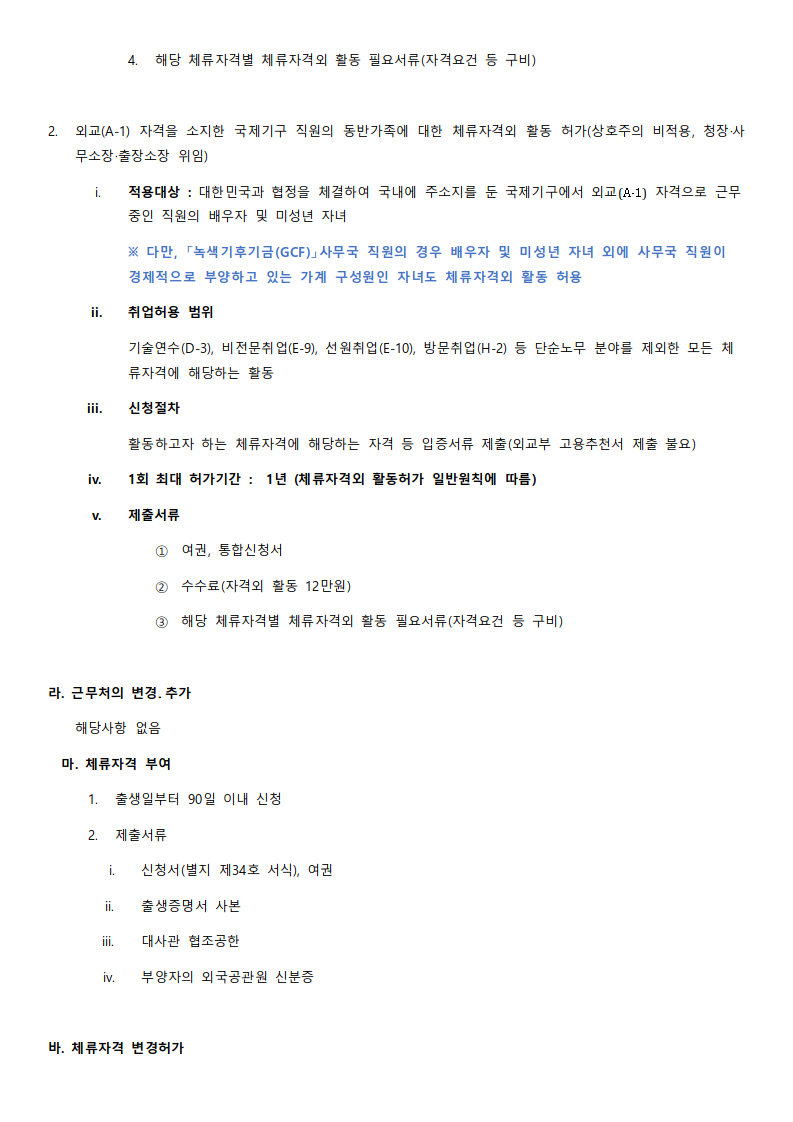 4. 해당 체류자격별 체류자격외 활동 필요서류(자격요건 등 구비)
2. 외교(A-1) 자격을 소지한 국제기구 직원의 동반가족에 대한 체류자격외 활동 허가(상호주의 비적용, 청장·사
무소장·출장소장 위임)
i. 적용대상 : 대한민국과 협정을 체결하여 국내에 주소지를 둔 국제기구에서 외교(A-1) 자격으로 근무
중인 직원의 배우자 및 미성년 자녀
※ 다만, 「녹색기후기금(GCF)」사무국 직원의 경우 배우자 및 미성년 자녀 외에 사무국 직원이
경제적으로 부양하고 있는 가계 구성원인 자녀도 체류자격외 활동 허용
ii. 취업허용 범위
기술연수(D-3), 비전문취업(E-9), 선원취업(E-10), 방문취업(H-2) 등 단순노무 분야를 제외한 모든 체
류자격에 해당하는 활동
iii. 신청절차
활동하고자 하는 체류자격에 해당하는 자격 등 입증서류 제출(외교부 고용추천서 제출 불요)
iv. 1회 최대 허가기간 : 1년 (체류자격외 활동허가 일반원칙에 따름)
v. 제출서류
① 여권, 통합신청서
② 수수료(자격외 활동 12만원)
③ 해당 체류자격별 체류자격외 활동 필요서류(자격요건 등 구비)
라. 근무처의 변경.추가
해당사항 없음
마. 체류자격 부여
1. 출생일부터 90일 이내 신청
2. 제출서류
i. 신청서(별지 제34호 서식), 여권
ii. 출생증명서 사본
iii. 대사관 협조공한
iv. 부양자의 외국공관원 신분증
바. 체류자격 변경허가